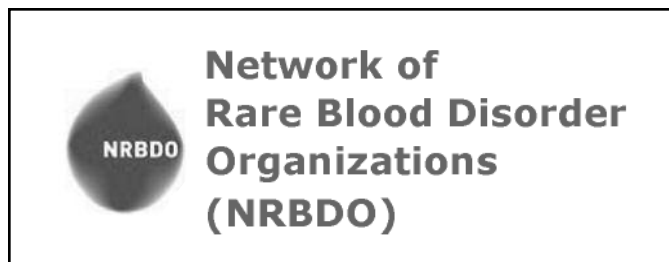 NRBDO
Network of
Rare Blood Disorder
Organizations
(NRBDO)